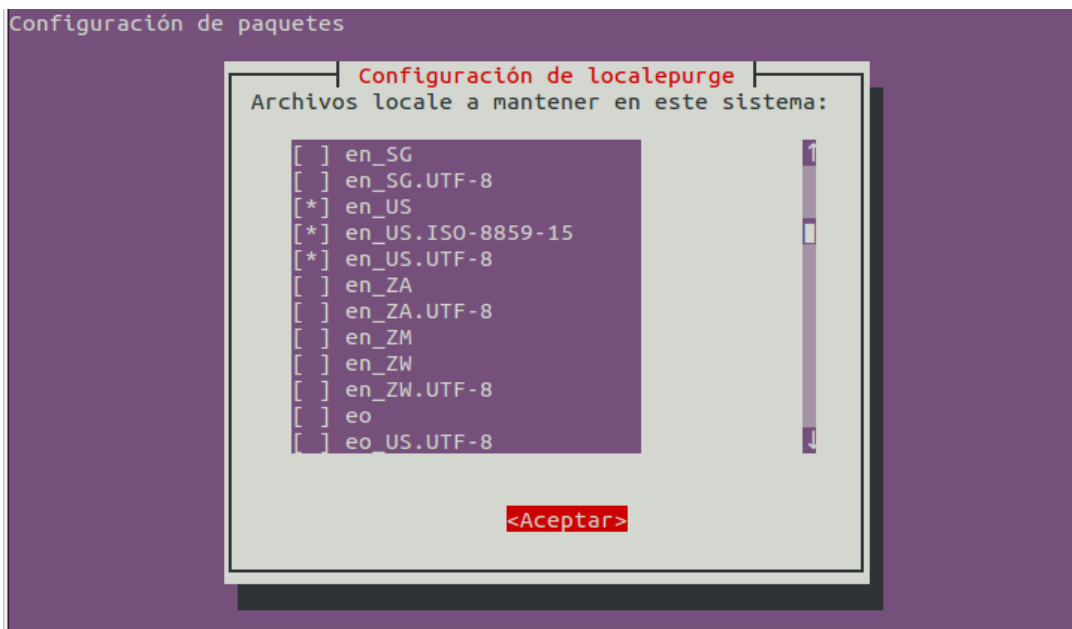 Configuración de paquetes
Configuración de localepurge
Archivos locale a mantener en este sistema:
[ ] en_SG
[ ] en_SG.UTF-8
[*] en_US
[*] en_US.ISO-8859-15
[*] en_US.UTF-8
[ ] en_ZA
[ ] en_ZA.UTF-8
[ ] en_ZM
[ ] en_ZW
[ ] en_ZW.UTF-8
[ ] eo
[ ] eo_US.UTF-8
<Aceptar>